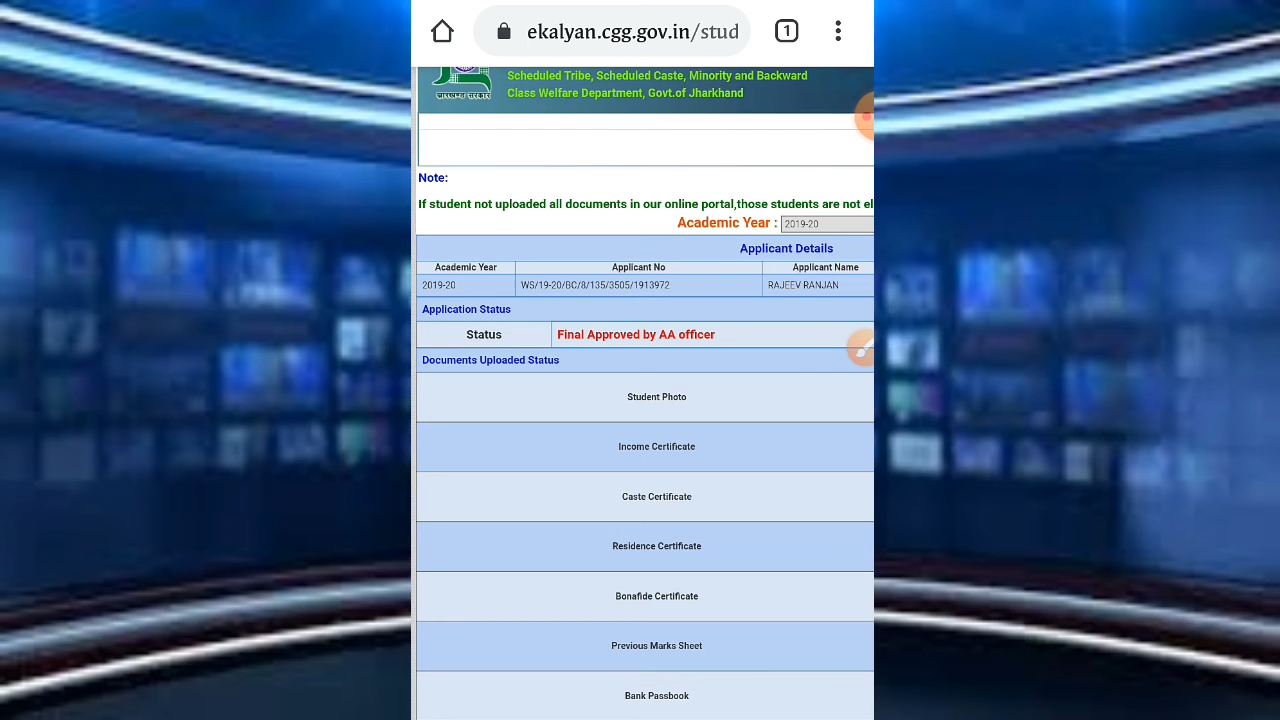 ekalyan.cgg.gov.in/stud
1
Scheduled Tribe, Scheduled Caste, Minority and Backward
Class Welfare Department, Govt.of Jharkhand
Note:
If student not uploaded all documents in our online portal,those students are not el
Academic Year : 2019-20
Applicant Details
Academic Year Applicant No Applicant Name
2019-20 WS/19-20/BC/8/135/3505/1913972 RAJEEV RANJAN
Application Status
Status Final Approved by AA officer
Documents Uploaded Status
Student Photo
Income Certificate
Caste Certificate
Residence Certificate
Bonafide Certificate
Previous Marks Sheet
Bank Passbook